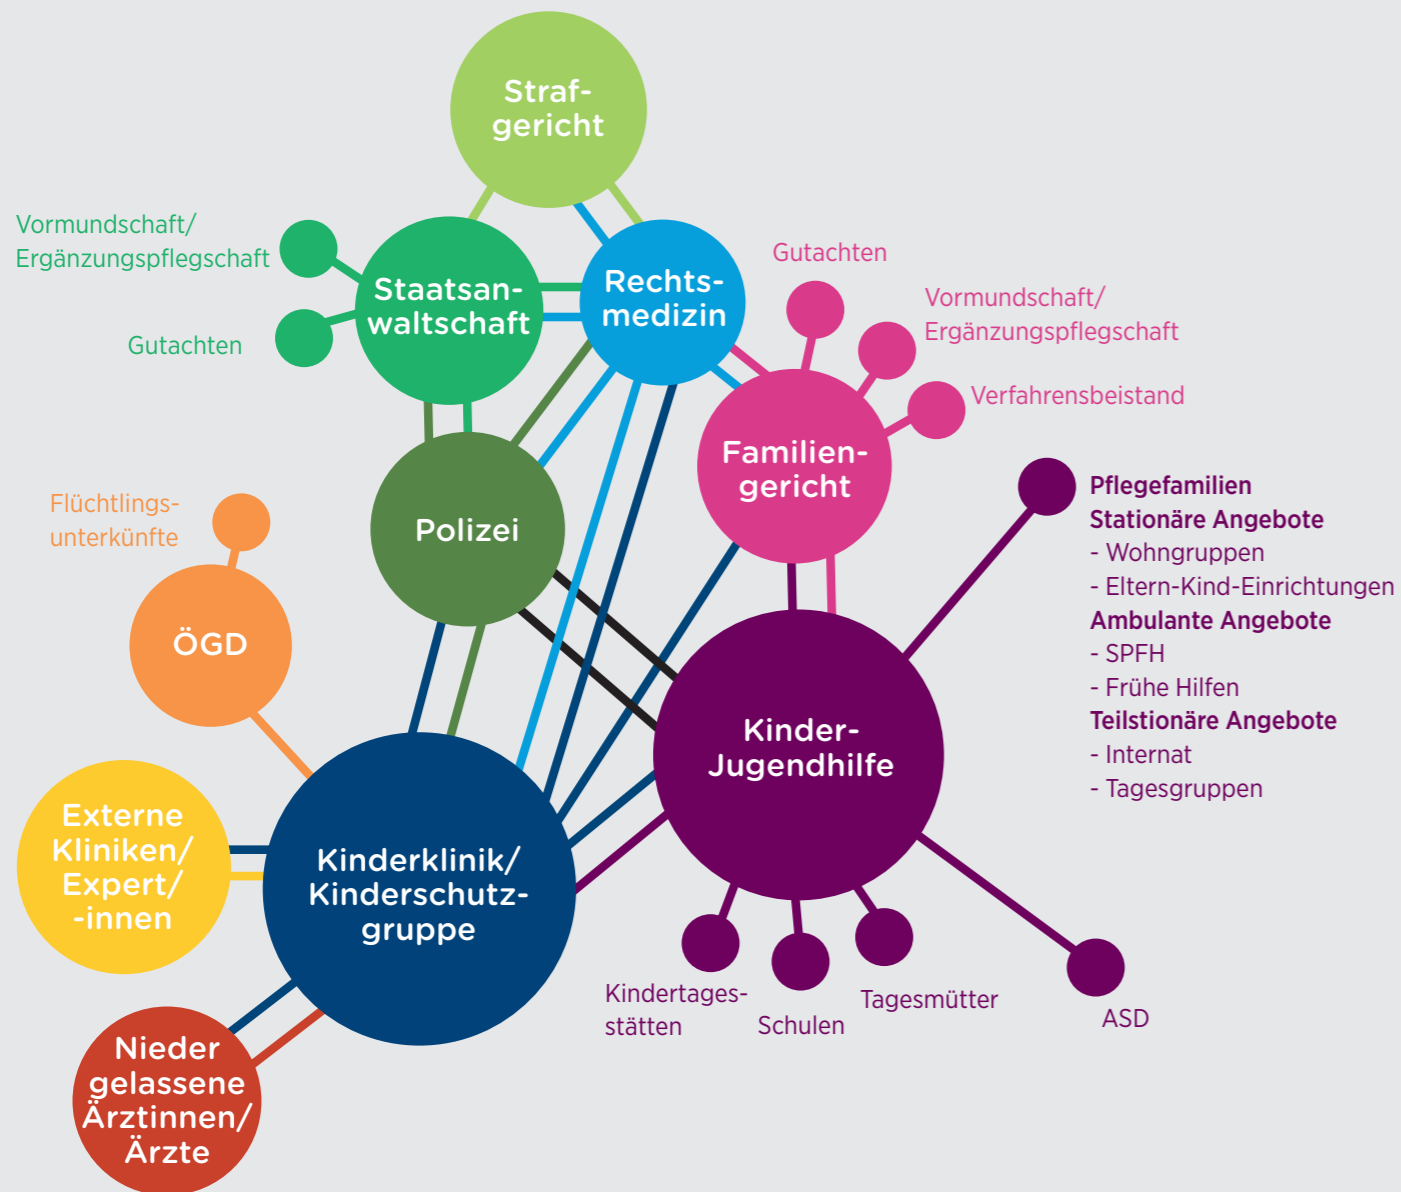 Straf-
gericht
Vormundschaft/
Ergänzungspflegschaft
Staatsan-
waltschaft
Rechts-
medizin
Gutachten
Gutachten
Vormundschaft/
Ergänzungspflegschaft
Verfahrensbeistand
Familien-
gericht
Flüchtlings-
unterkünfte
Polizei
ÖGD
Pflegefamilien
Stationäre Angebote
- Wohngruppen
- Eltern-Kind-Einrichtungen
Ambulante Angebote
- SPFH
- Frühe Hilfen
Teilstionäre Angebote
- Internat
- Tagesgruppen
Kinder-
Jugendhilfe
Externe
Kliniken/
Expert/
-innen
Kinderklinik/
Kinderschutz-
gruppe
Kindertages-
stätten
Schulen
Tagesmütter
ASD
Nieder
gelassene
Ärztinnen/
Ärzte